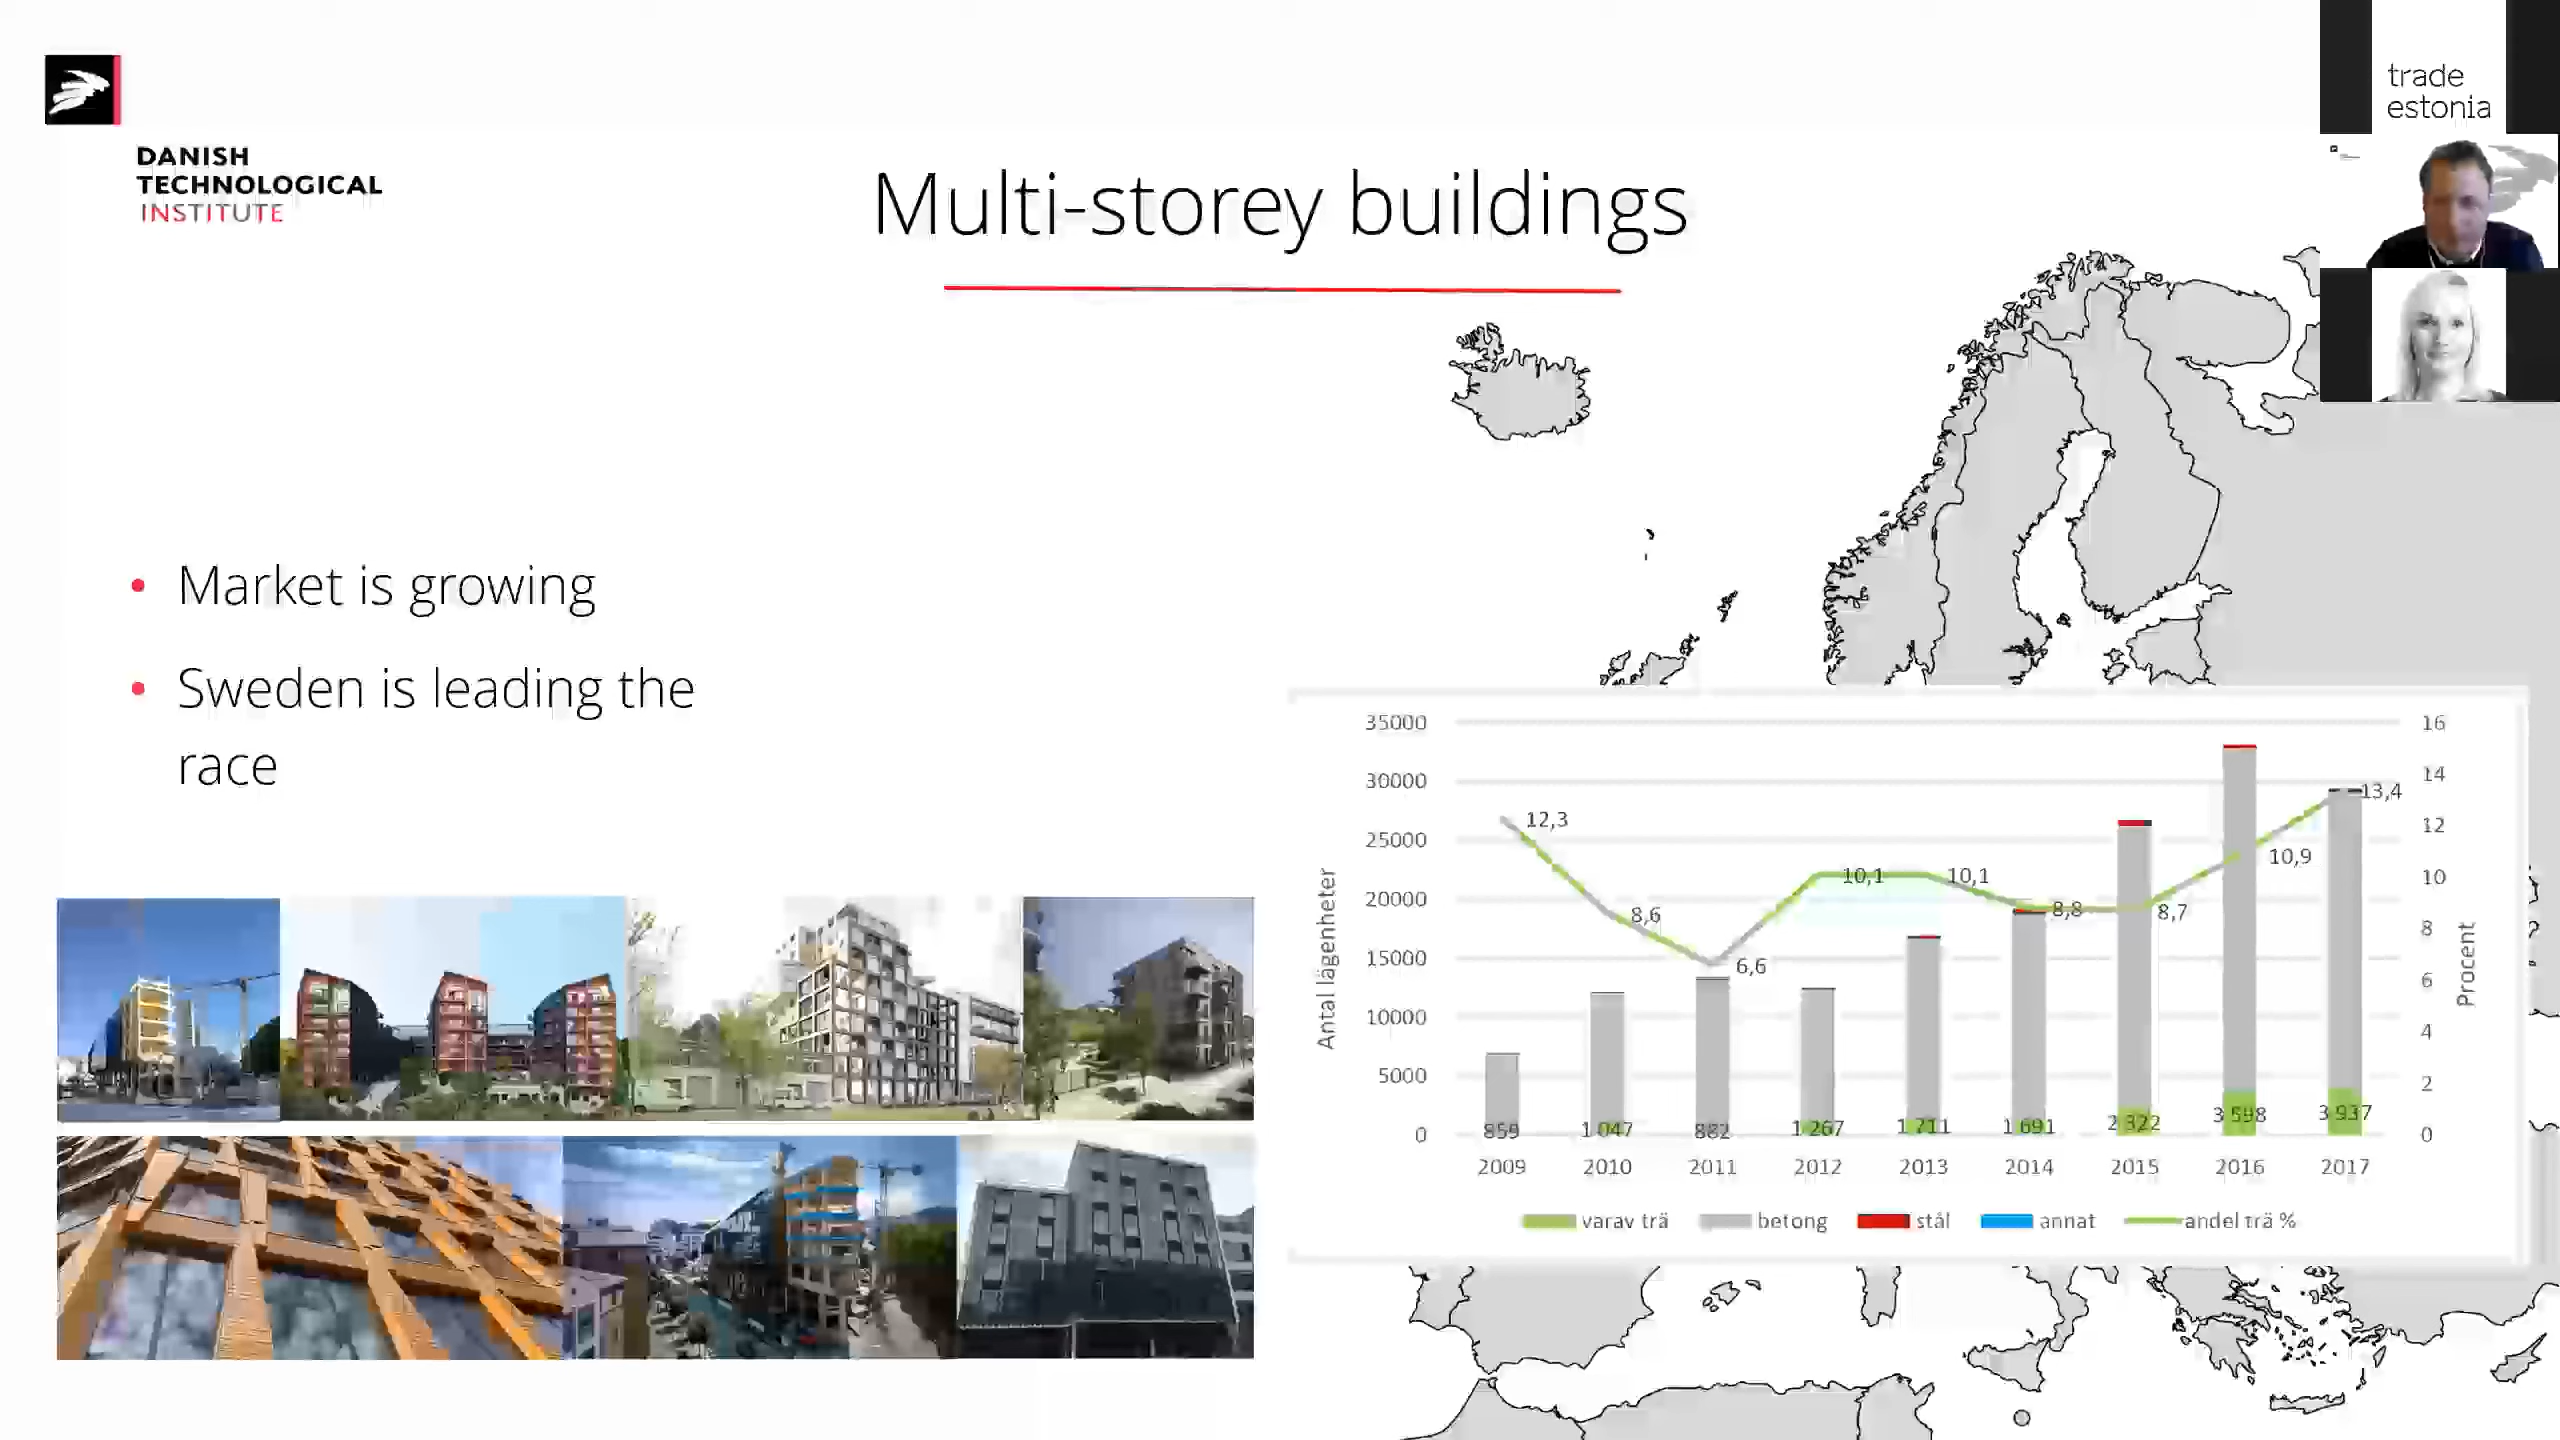 trade
estonia
DANISH
TECHNOLOGICAL
INSTITUTE
Multi-storey buildings
• Market is growing
• Sweden is leading the
race
35000
30000
25000
20000
15000
10000
5000
0
Antal lägenheter
16
14
12
10
8
6
4
2
0
Procent
12,3
8,6
6,6
10,1
10,1
8,8
8,7
10,9
13,4
859
1 047
882
1 267
1 711
1 691
2 322
3 598
3 937
2009 2010 2011 2012 2013 2014 2015 2016 2017
varav trä betong stål annat andel trä %